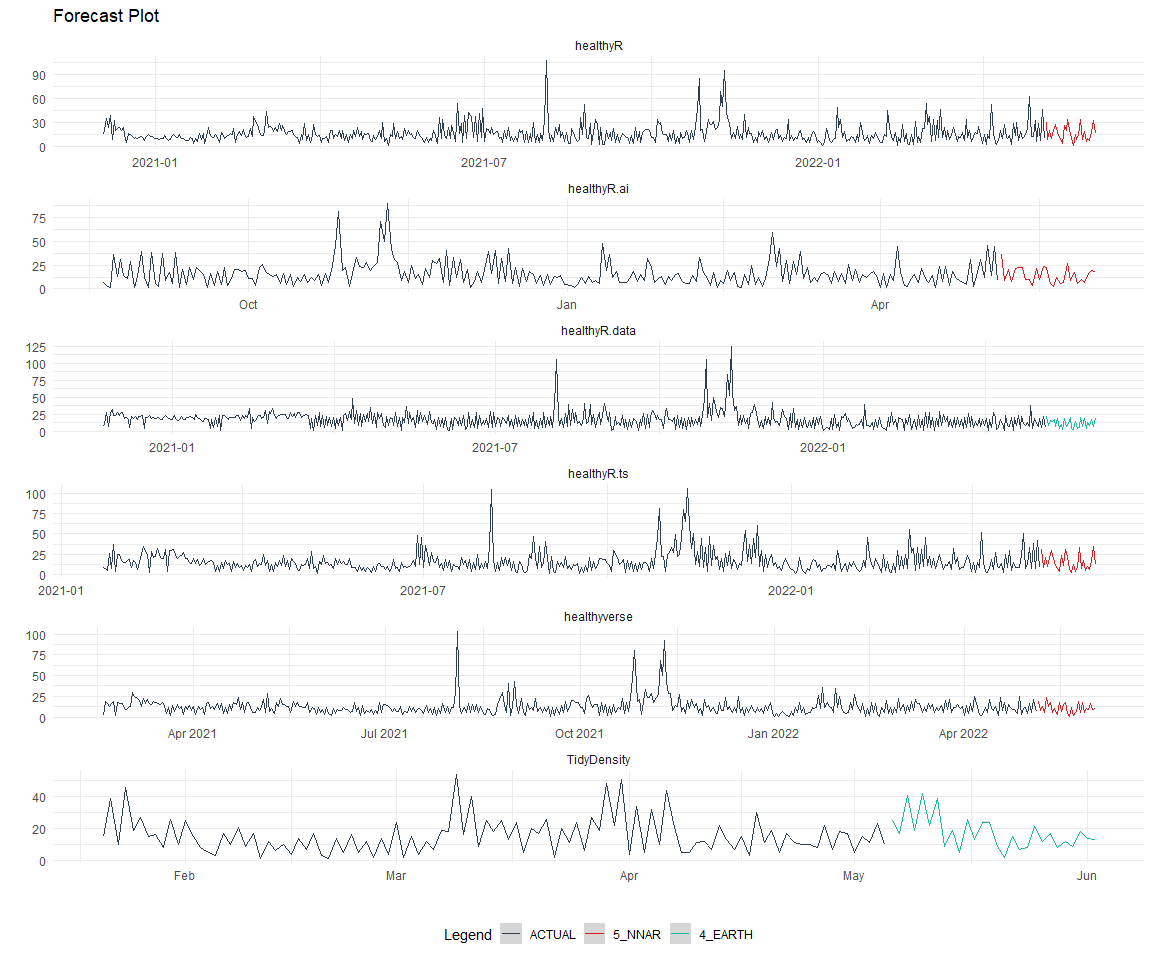 Forecast Plot
healthyR
90
60
30
0
2021-01 2021-07 2022-01
healthyR.ai
75
50
25
0
Oct Jan Apr
healthyR.data
125
100
75
50
25
0
2021-01 2021-07 2022-01
healthyR.ts
100
75
50
25
0
2021-01 2021-07 2022-01
healthyverse
100
75
50
25
0
Apr 2021 Jul 2021 Oct 2021 Jan 2022 Apr 2022
TidyDensity
40
20
0
Feb Mar Apr May Jun
Legend ACTUAL 5_NNAR 4_EARTH